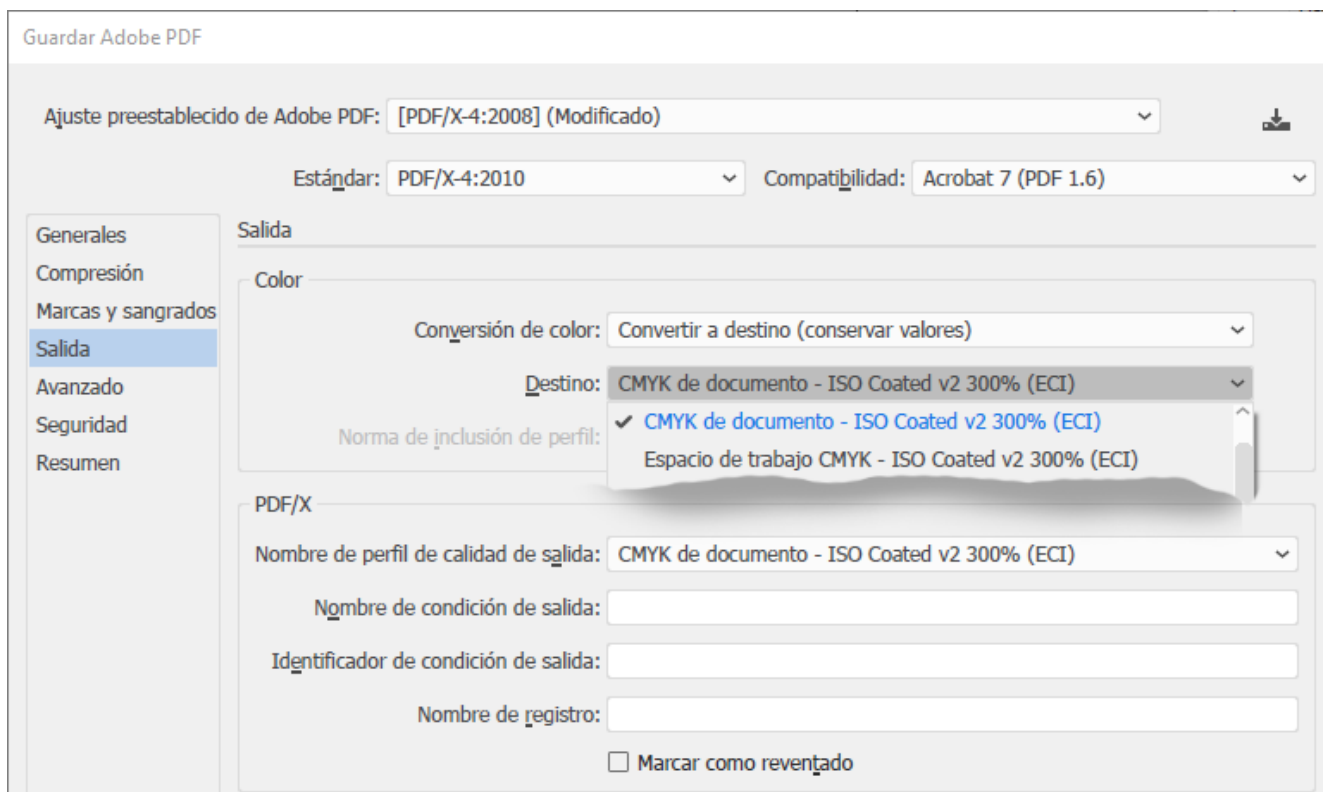 Guardar Adobe PDF
Ajuste preestablecido de Adobe PDF: [PDF/X-4:2008] (Modificado)
Estándar: PDF/X-4:2010 Compatibilidad: Acrobat 7 (PDF 1.6)
Generales
Compresión
Marcas y sangrados
Salida
Avanzado
Seguridad
Resumen
Salida
Color
Conversión de color: Convertir a destino (conservar valores)
Destino: CMYK de documento - ISO Coated v2 300% (ECI)
CMYK de documento - ISO Coated v2 300% (ECI)
Norma de inclusión de perfil:
Espacio de trabajo CMYK - ISO Coated v2 300% (ECI)
PDF/X
Nombre de perfil de calidad de salida: CMYK de documento - ISO Coated v2 300% (ECI)
Nombre de condición de salida:
Identificador de condición de salida:
Nombre de registro:
Marcar como reventado